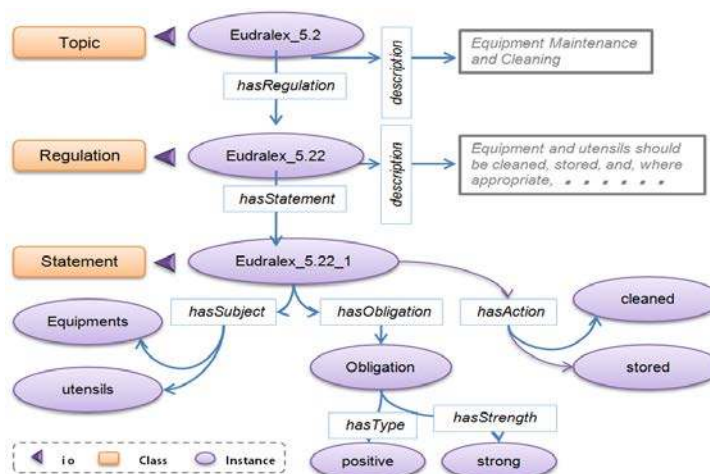 Topic
Eudralex_5.2
Equipment Maintenance
and Cleaning
description
hasRegulation
Regulation
Eudralex_5.22
Equipment and utensils should
be cleaned, stored, and, where
appropriate, . . . . . .
description
hasStatement
Statement
Eudralex_5.22_1
hasSubject
hasObligation
hasAction
cleaned
Equipments
stored
utensils
Obligation
hasType
hasStrength
positive
strong
io
Class
Instance